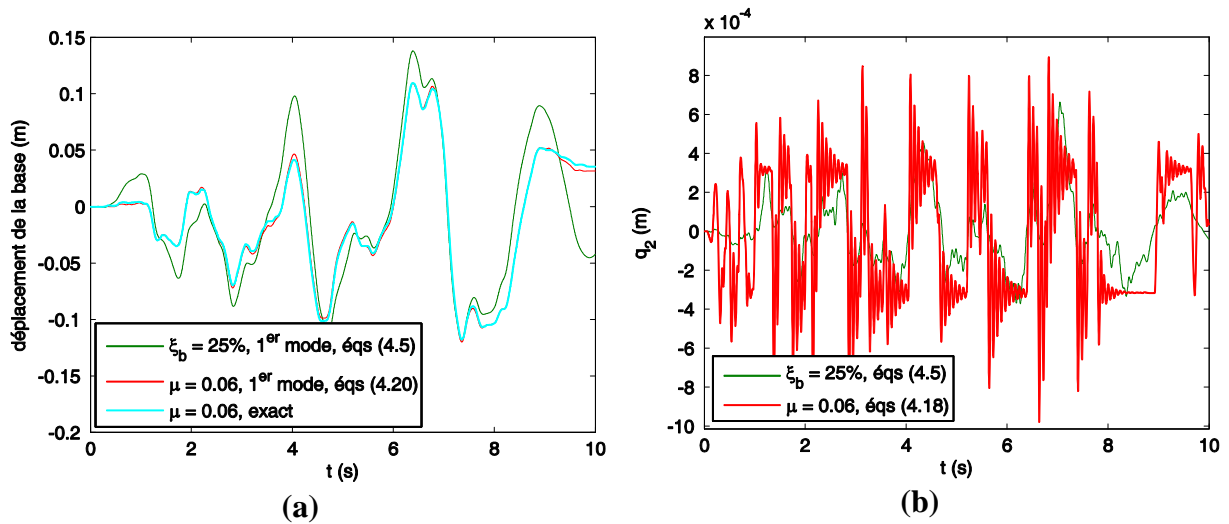 0.15
0.1
0.05
0
-0.05
-0.1
-0.15
-0.2
déplacement de la base (m)
0 2 4 6 8 10
t (s)
ξb = 25%, 1er mode, éqs (4.5)
μ = 0.06, 1er mode, éqs (4.20)
μ = 0.06, exact
(a)
x 10-4
8
6
4
2
0
-2
-4
-6
-8
-10
q2 (m)
0 2 4 6 8 10
t (s)
ξb = 25%, éqs (4.5)
μ = 0.06, éqs (4.18)
(b)